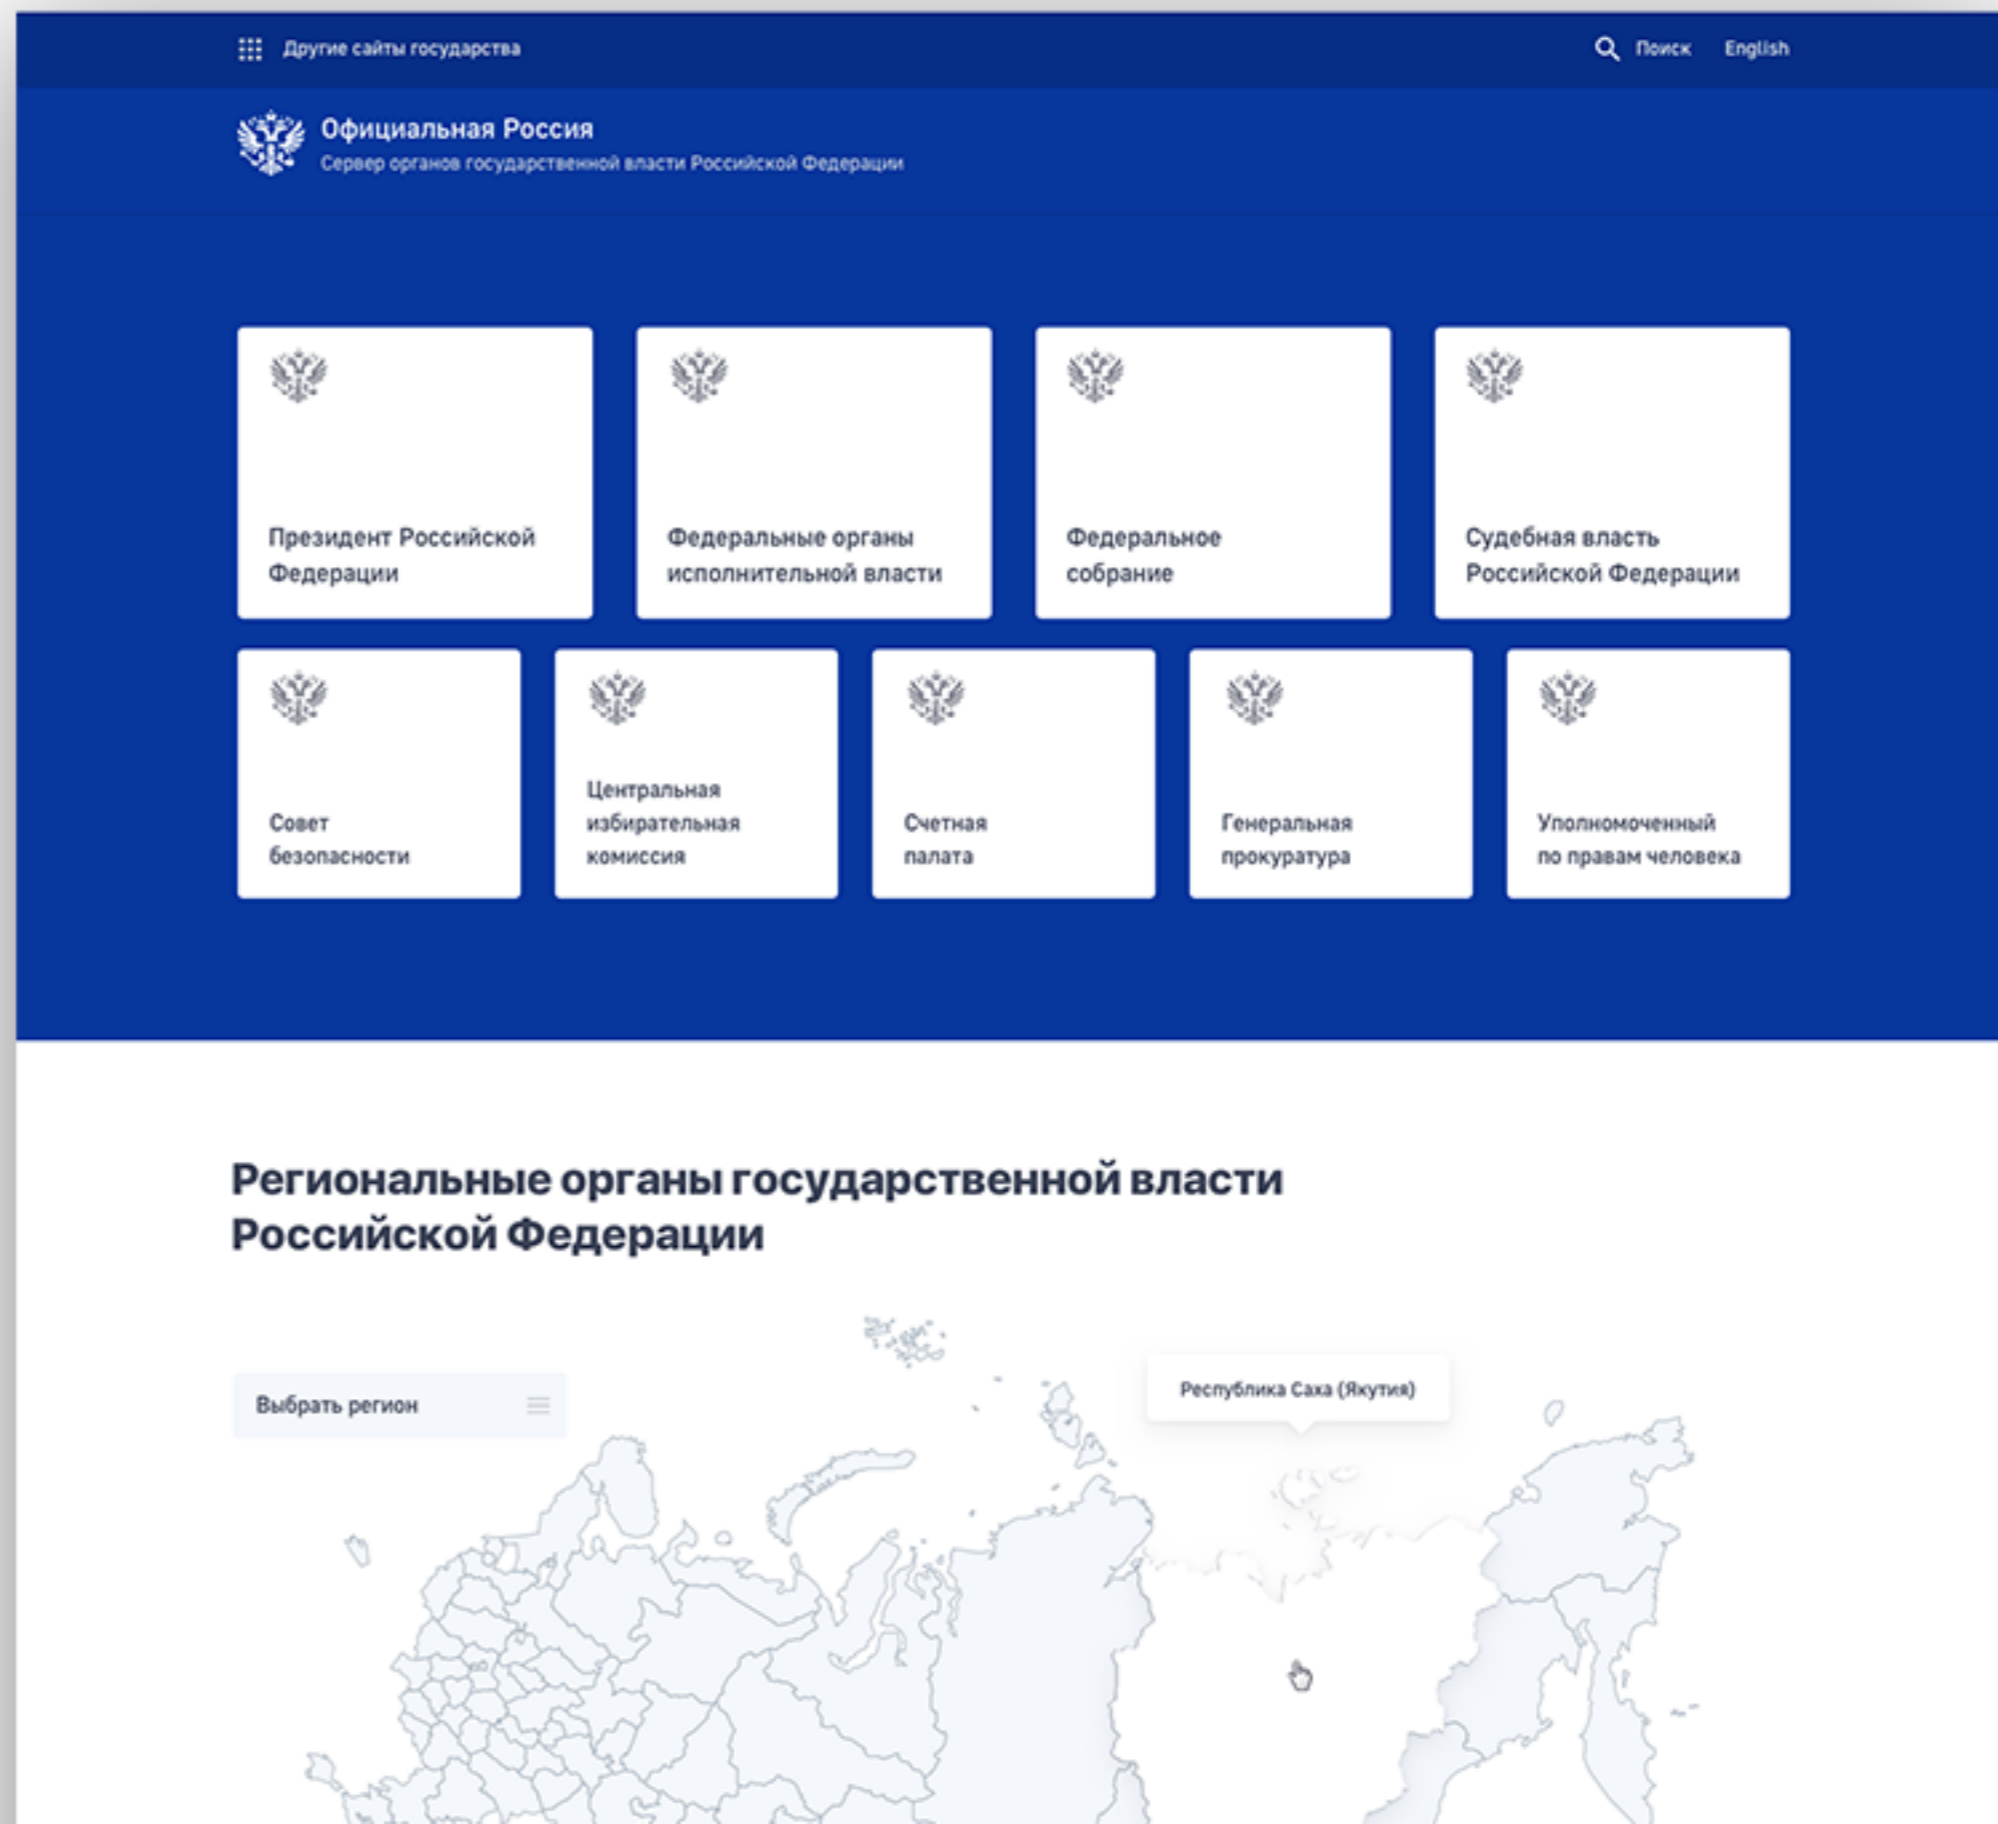 Другие сайты государства
Поиск English
Официальная Россия
Сервер органов государственной власти Российской Федерации
Президент Российской
Федерации
Федеральные органы
исполнительной власти
Федеральное
собрание
Судебная власть
Российской Федерации
Совет
безопасности
Центральная
избирательная
комиссия
Счетная
палата
Генеральная
прокуратура
Уполномоченный
по правам человека
Региональные органы государственной власти
Российской Федерации
Выбрать регион
Республика Саха (Якутия)